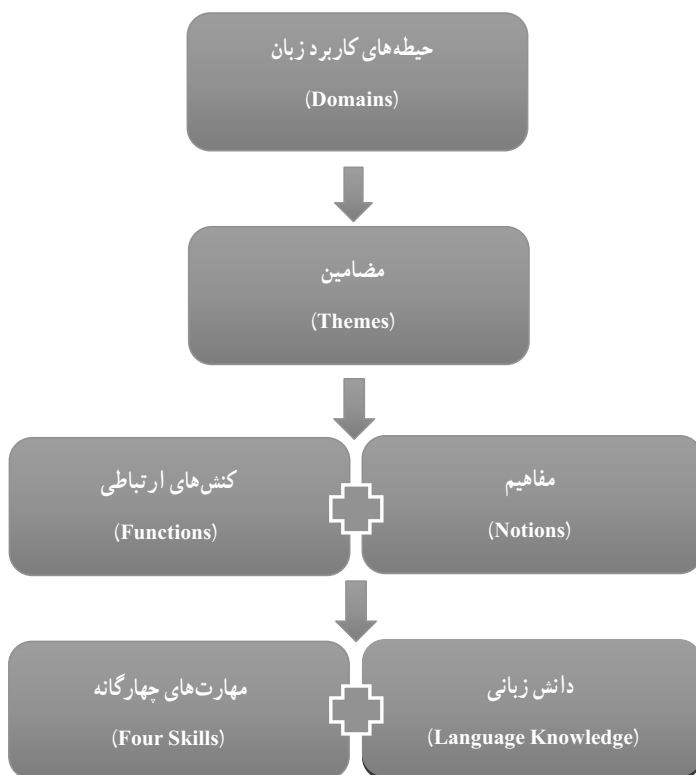 حیطه‌های کاربرد زبان
(Domains)
مضامین
(Themes)
مفاهیم
(Notions)
کنش‌های ارتباطی
(Functions)
دانش زبانی
(Language Knowledge)
مهارت‌های چهارگانه
(Four Skills)